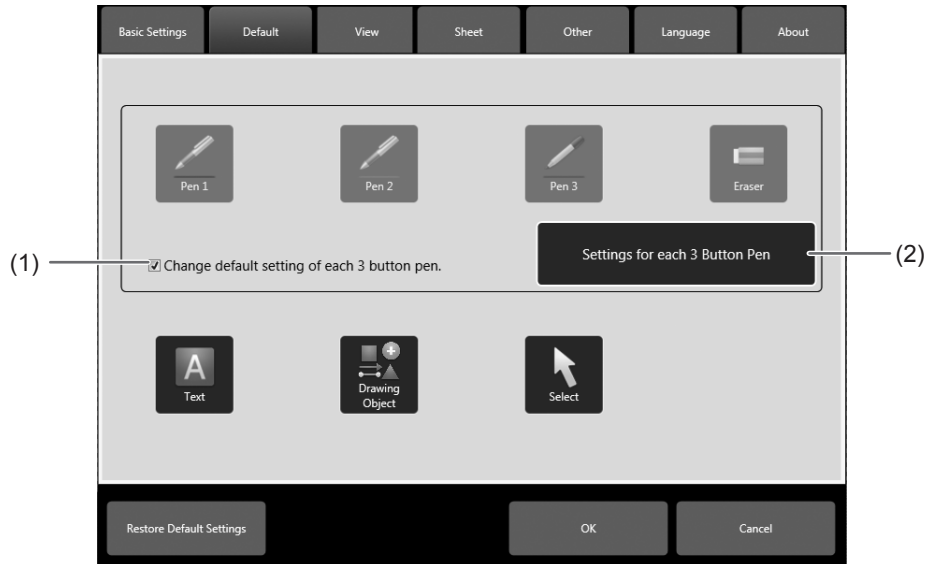 Basic Settings
Default
View
Sheet
Other
Language
About
Pen 1
Pen 2
Pen 3
Eraser
(1)
Change default setting of each 3 button pen.
Settings for each 3 Button Pen
(2)
A
Text
Drawing
Object
Select
Restore Default Settings
OK
Cancel